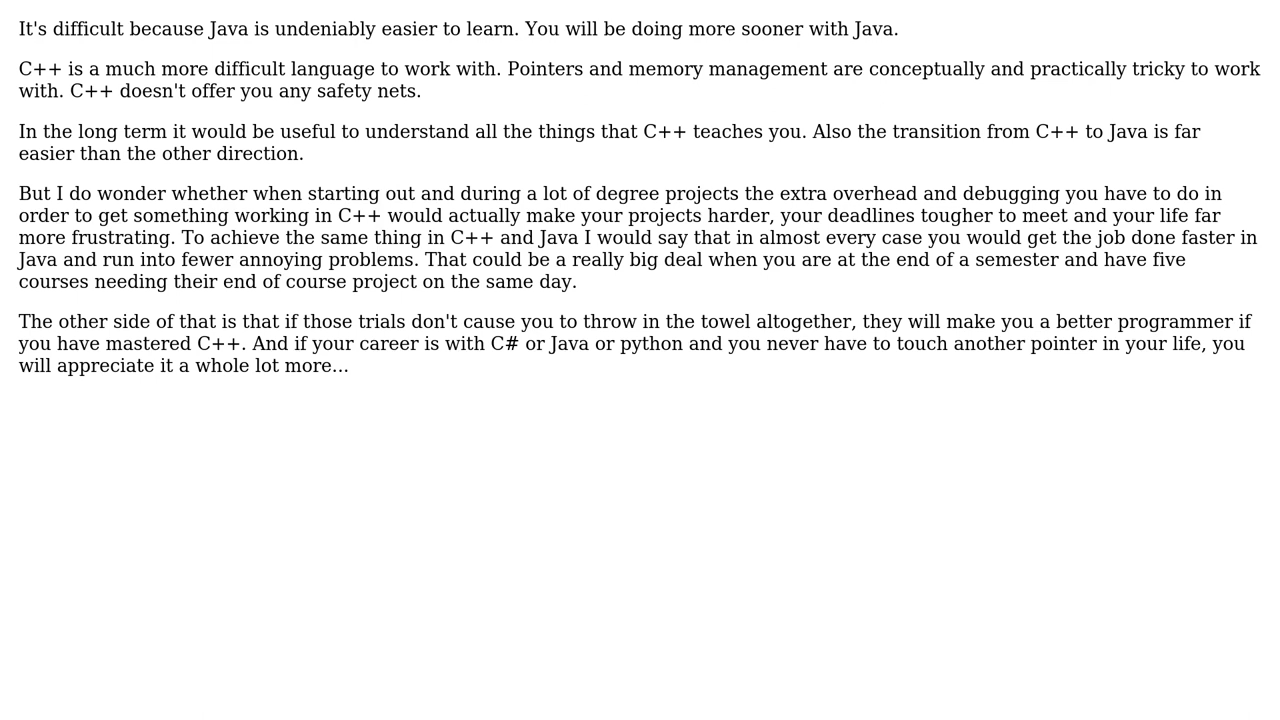 It's difficult because Java is undeniably easier to learn. You will be doing more sooner with Java.
C++ is a much more difficult language to work with. Pointers and memory management are conceptually and practically tricky to work
with. C++ doesn't offer you any safety nets.
In the long term it would be useful to understand all the things that C++ teaches you. Also the transition from C++ to Java is far
easier than the other direction.
But I do wonder whether when starting out and during a lot of degree projects the extra overhead and debugging you have to do in
order to get something working in C++ would actually make your projects harder, your deadlines tougher to meet and your life far
more frustrating. To achieve the same thing in C++ and Java I would say that in almost every case you would get the job done faster in
Java and run into fewer annoying problems. That could be a really big deal when you are at the end of a semester and have five
courses needing their end of course project on the same day.
The other side of that is that if those trials don't cause you to throw in the towel altogether, they will make you a better programmer if
you have mastered C++. And if your career is with C# or Java or python and you never have to touch another pointer in your life, you
will appreciate it a whole lot more...